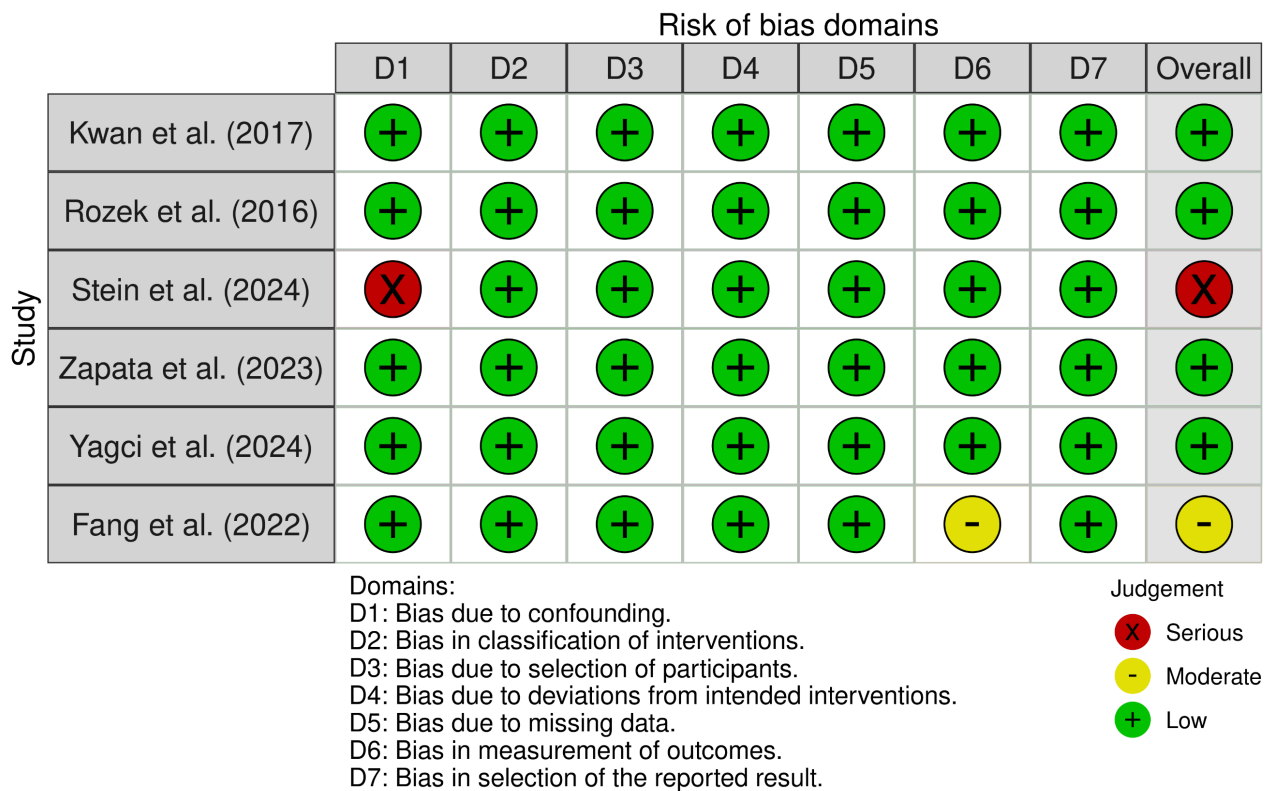 Risk of bias domains
D1 D2 D3 D4 D5 D6 D7 Overall
Study
Kwan et al. (2017) + + + + + + + +
Rozek et al. (2016) + + + + + + + +
Stein et al. (2024) X + + + + + + X
Zapata et al. (2023) + + + + + + + +
Yagci et al. (2024) + + + + + + + +
Fang et al. (2022) + + + + + - + -
Domains:
D1: Bias due to confounding.
D2: Bias in classification of interventions.
D3: Bias due to selection of participants.
D4: Bias due to deviations from intended interventions.
D5: Bias due to missing data.
D6: Bias in measurement of outcomes.
D7: Bias in selection of the reported result.
Judgement
X Serious
- Moderate
+ Low